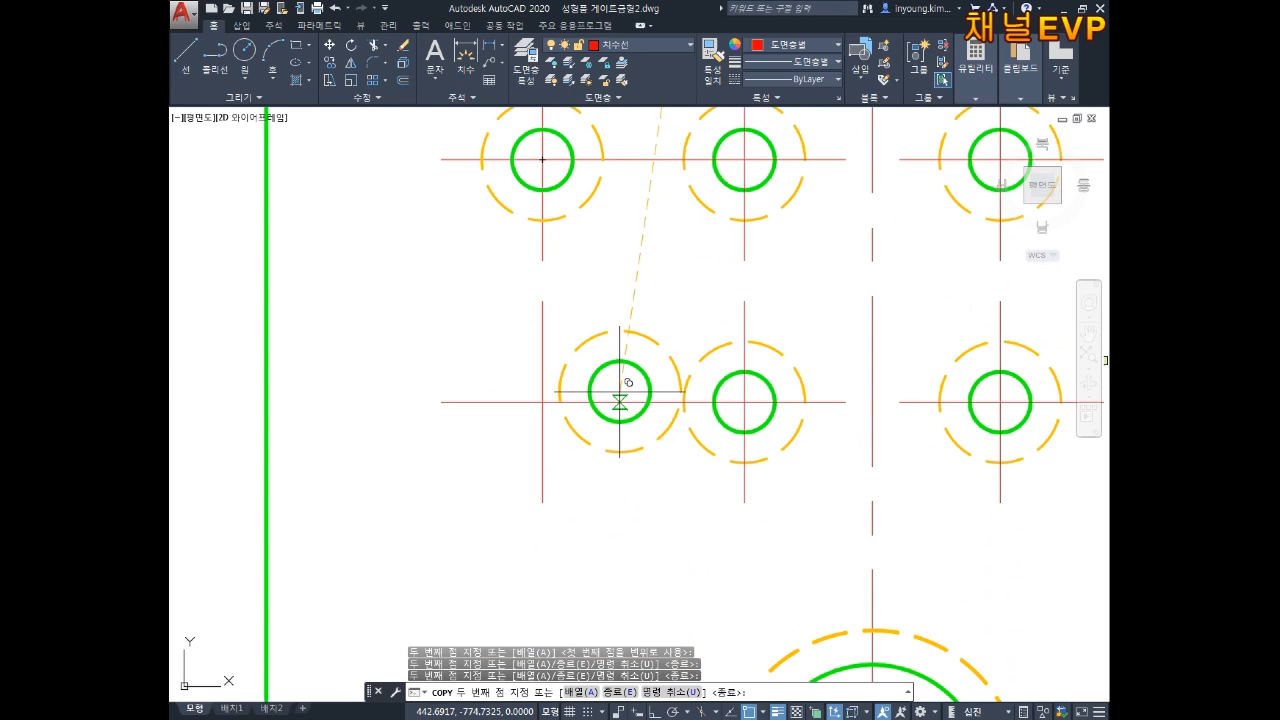 Autodesk AutoCAD 2020 성형품 게이트금형2.dwg
키워드 또는 구절 입력
inyoung.kim...
채널EVP
홈 삽입 주석 파라메트릭 뷰 관리 출력 애드인 공동 작업 주요 응용프로그램
선 폴리선 원 호
문자 치수
도면층 특성
치수선
특성 일치
도면층별
도면층별
ByLayer
삽입
그룹
유틸리티
클립보드
기준
그리기 수정 주석 도면층 특성 블록 그룹 뷰
[-][평면도][2D 와이어프레임]
북
서 평면도 동
남
WCS
Y
X
두 번째 점 지정 또는 [배열(A)] <첫 번째 점을 변위로 사용>:
두 번째 점 지정 또는 [배열(A)/종료(E)/명령 취소(U)] <종료>:
두 번째 점 지정 또는 [배열(A)/종료(E)/명령 취소(U)] <종료>:
COPY 두 번째 점 지정 또는 [배열(A) 종료(E) 명령 취소(U)] <종료>:
모형 배치1 배치2 +
442.6917, -774.7325, 0.0000 모형
십진